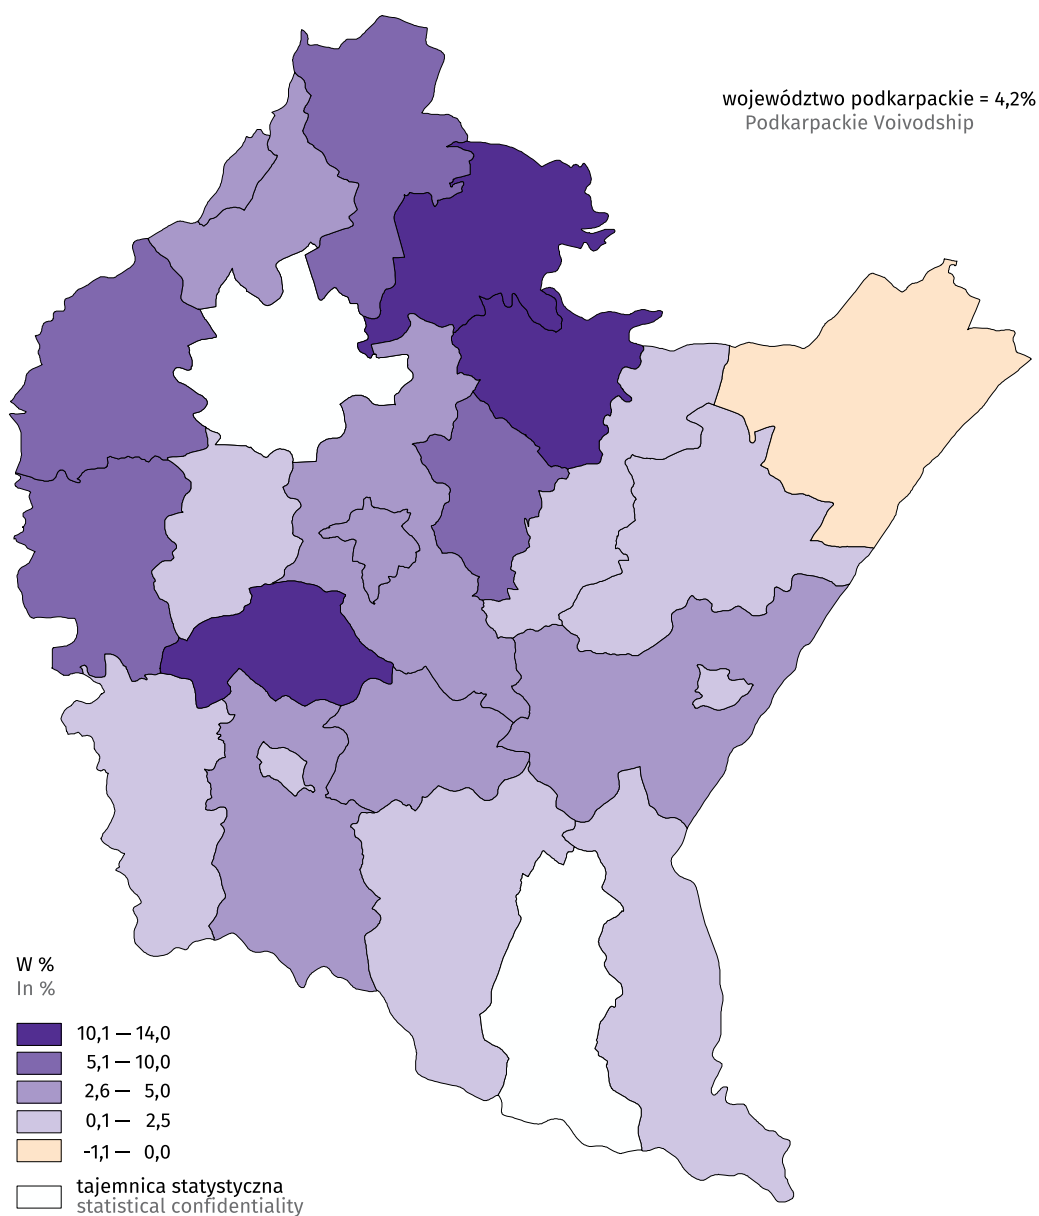 województwo podkarpackie = 4,2%
Podkarpackie Voivodship
W %
In %
10,1 — 14,0
5,1 — 10,0
2,6 — 5,0
0,1 — 2,5
-1,1 — 0,0
tajemnica statystyczna
statistical confidentiality